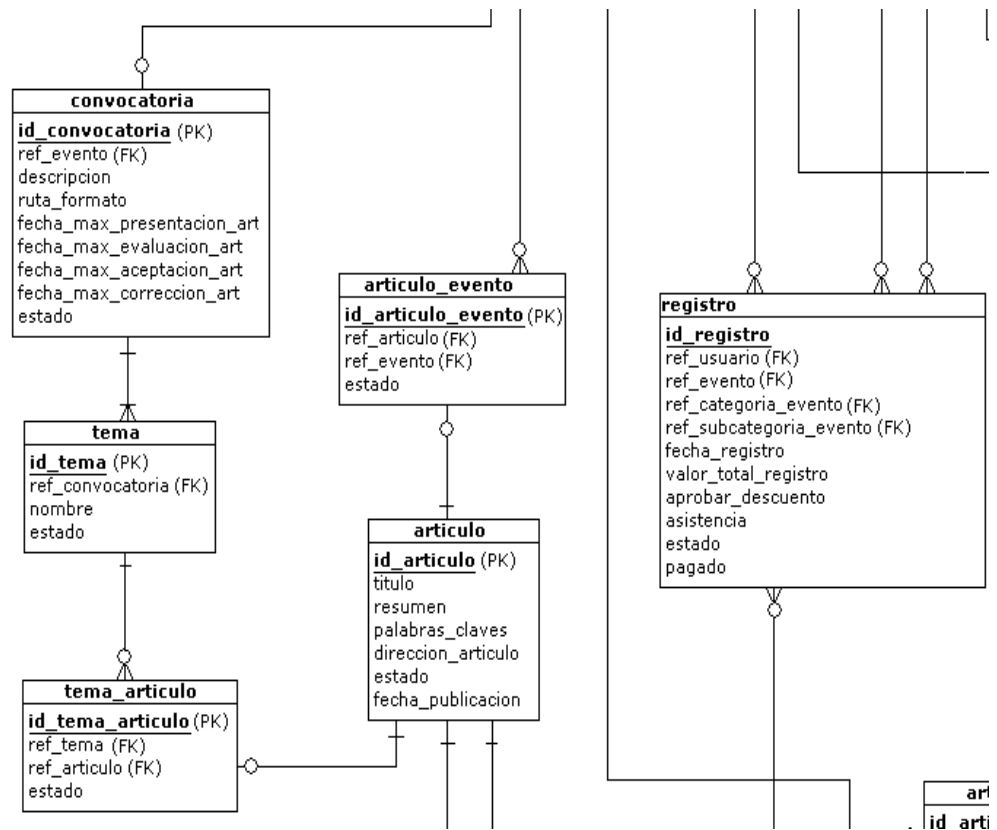 convocatoria
id_convocatoria (PK)
ref_evento (FK)
descripcion
ruta_formato
fecha_max_presentacion_art
fecha_max_evaluacion_art
fecha_max_aceptacion_art
fecha_max_correccion_art
estado
articulo_evento
id_articulo_evento (PK)
ref_articulo (FK)
ref_evento (FK)
estado
registro
id_registro
ref_usuario (FK)
ref_evento (FK)
ref_categoria_evento (FK)
ref_subcategoria_evento (FK)
fecha_registro
valor_total_registro
aprobar_descuento
asistencia
estado
pagado
tema
id_tema (PK)
ref_convocatoria (FK)
nombre
estado
articulo
id_articulo (PK)
titulo
resumen
palabras_claves
direccion_articulo
estado
fecha_publicacion
tema_articulo
id_tema_articulo (PK)
ref_tema (FK)
ref_articulo (FK)
estado